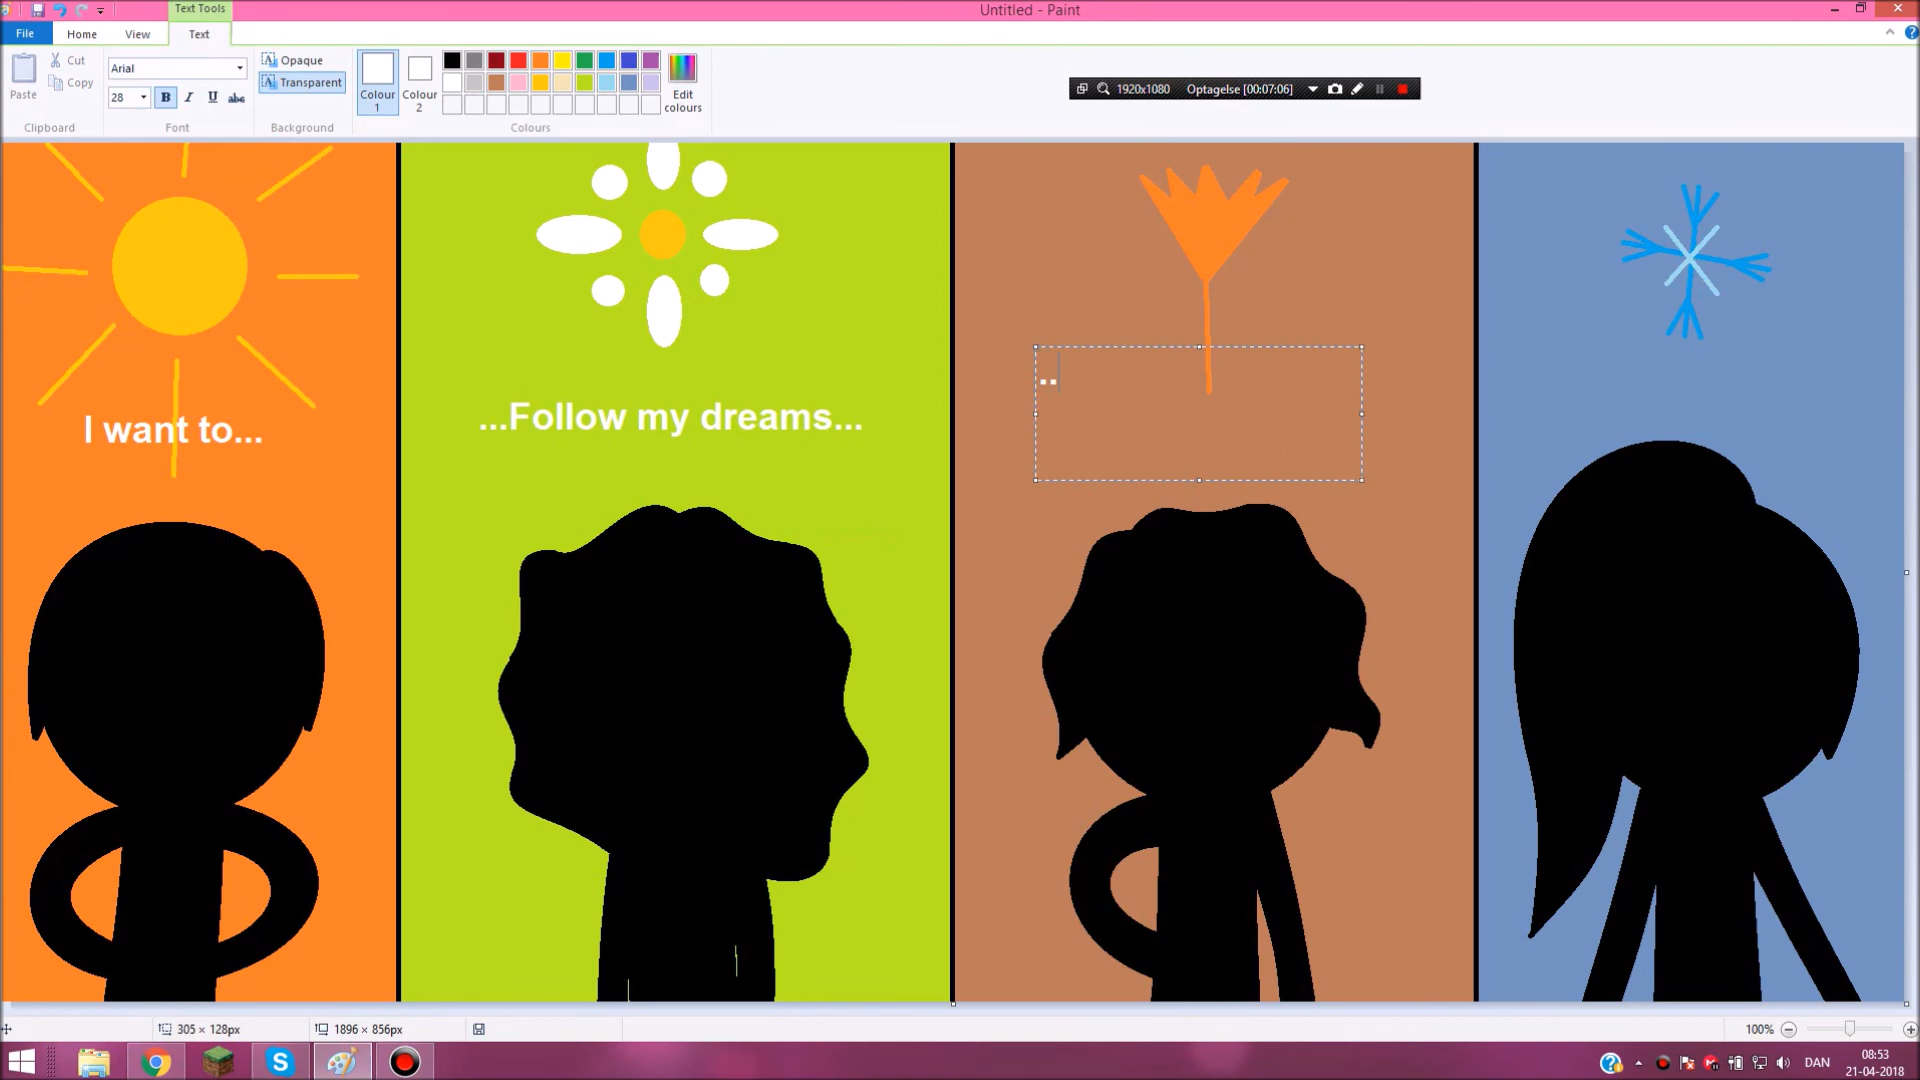 Text Tools
Untitled - Paint
File
Home
View
Text
Paste
Cut
Copy
Clipboard
Arial
28
B I U abc
Font
Opaque
Transparent
Background
Colour 1
Colour 2
Edit colours
Colours
1920x1080
Optagelse [00:07:06]
I want to...
...Follow my dreams...
..
305 × 128px
1896 × 856px
100%
DAN
08:53
21-04-2018